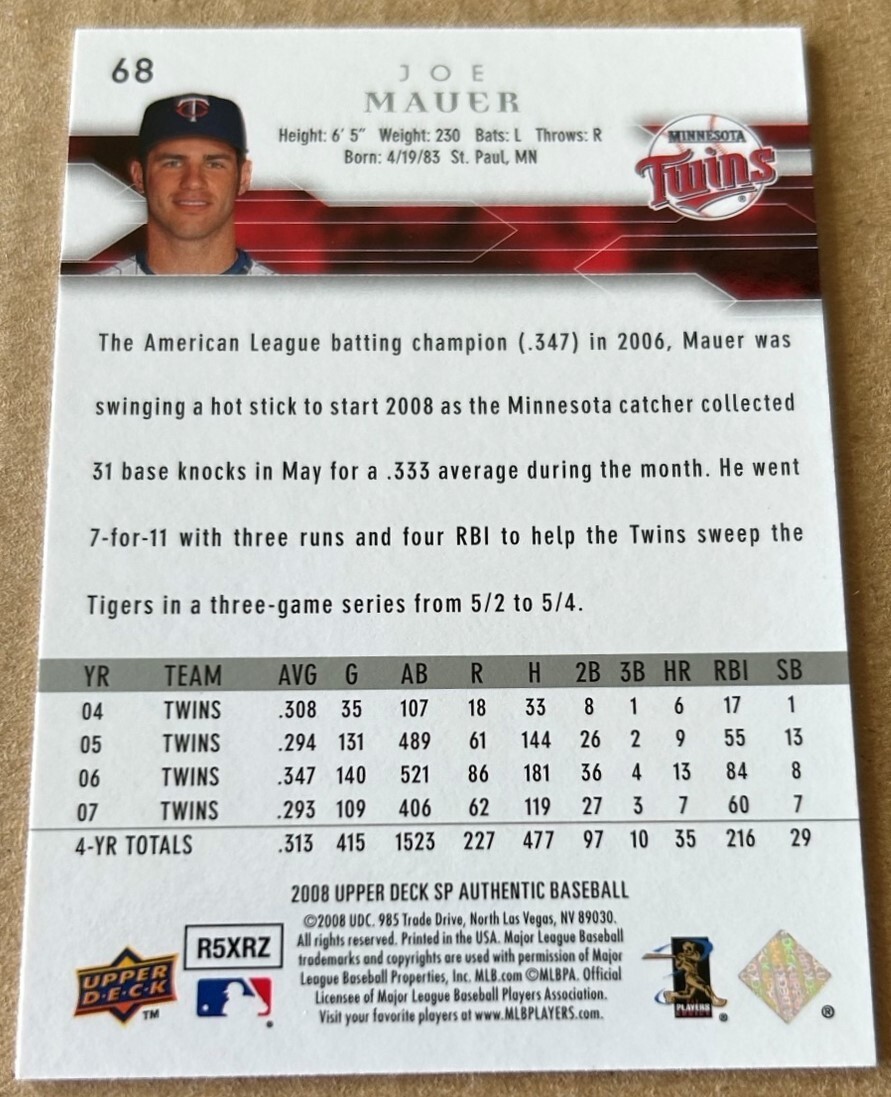 68
JOE
MAUER
Height: 6' 5" Weight: 230 Bats: L Throws: R
Born: 4/19/83 St. Paul, MN
MINNESOTA
Twins
®
The American League batting champion (.347) in 2006, Mauer was
swinging a hot stick to start 2008 as the Minnesota catcher collected
31 base knocks in May for a .333 average during the month. He went
7-for-11 with three runs and four RBI to help the Twins sweep the
Tigers in a three-game series from 5/2 to 5/4.
YR TEAM AVG G AB R H 2B 3B HR RBI SB
04 TWINS .308 35 107 18 33 8 1 6 17 1
05 TWINS .294 131 489 61 144 26 2 9 55 13
06 TWINS .347 140 521 86 181 36 4 13 84 8
07 TWINS .293 109 406 62 119 27 3 7 60 7
4-YR TOTALS .313 415 1523 227 477 97 10 35 216 29
2008 UPPER DECK SP AUTHENTIC BASEBALL
©2008 UDC. 985 Trade Drive, North Las Vegas, NV 89030.
All rights reserved. Printed in the USA. Major League Baseball
trademarks and copyrights are used with permission of Major
League Baseball Properties, Inc. MLB.com ©MLBPA. Official
Licensee of Major League Baseball Players Association.
Visit your favorite players at www.MLBPLAYERS.com.
R5XRZ
UPPER
D·E·C·K
TM
®
PLAYERS
®
®